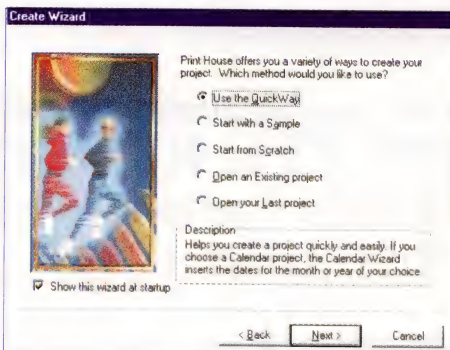 Create Wizard
Print House offers you a variety of ways to create your
project. Which method would you like to use?
Use the QuickWay
Start with a Sample
Start from Scratch
Open an Existing project
Open your Last project
Description
Helps you create a project quickly and easily. If you
choose a Calendar project, the Calendar Wizard
inserts the dates for the month or year of your choice
Show this wizard at startup
< Back
Next >
Cancel